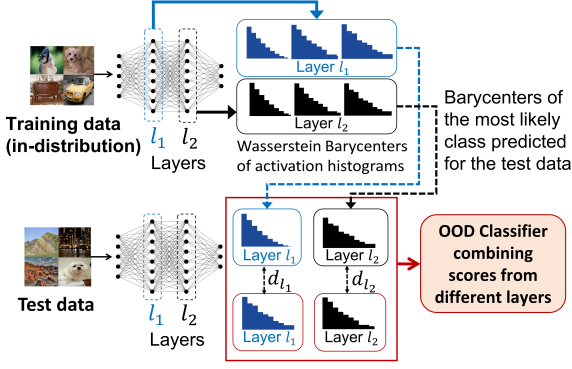 Layer l₁
Layer l₂
Training data
(in-distribution)
l₁ l₂
Layers
Wasserstein Barycenters
of activation histograms
Barycenters of
the most likely
class predicted
for the test data
Layer l₁
Layer l₂
d_l₁
d_l₂
Layer l₁
Layer l₂
Test data
l₁ l₂
Layers
OOD Classifier
combining
scores from
different layers